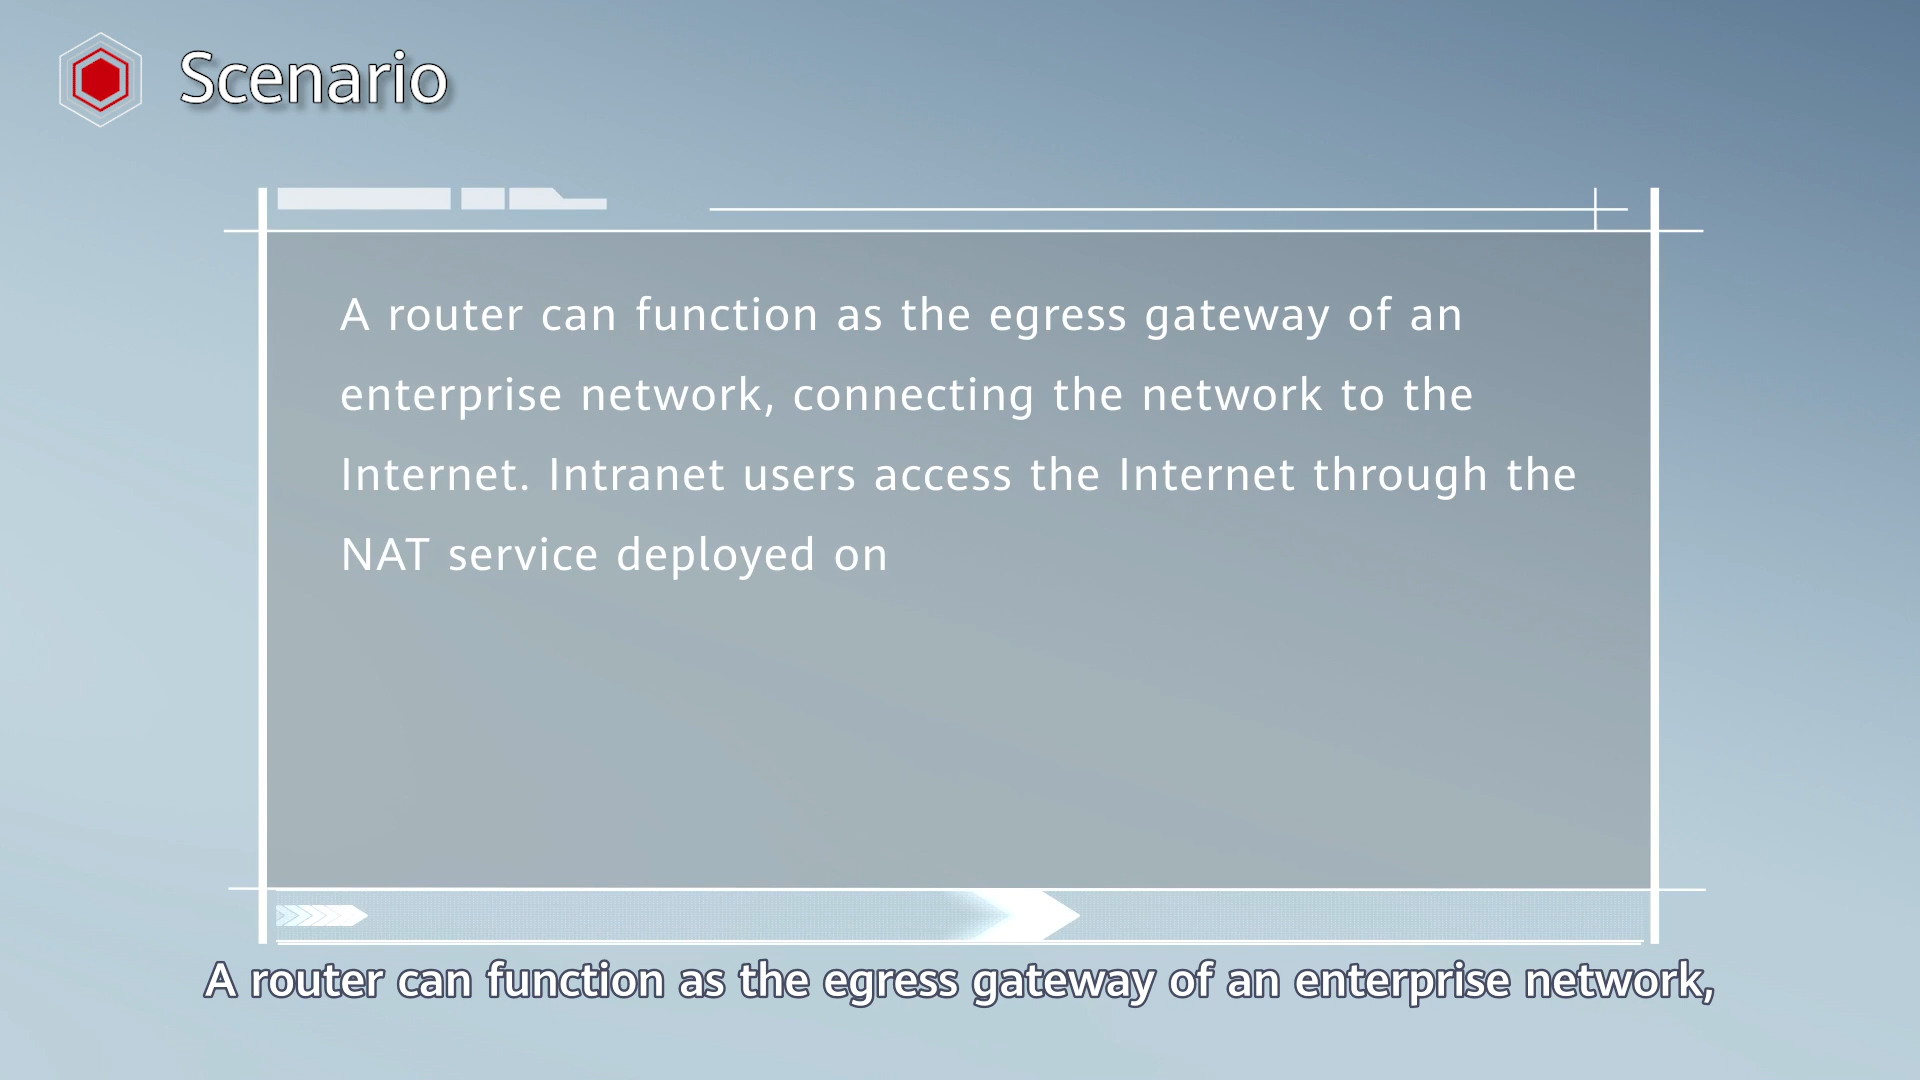 Scenario
A router can function as the egress gateway of an
enterprise network, connecting the network to the
Internet. Intranet users access the Internet through the
NAT service deployed on
A router can function as the egress gateway of an enterprise network,